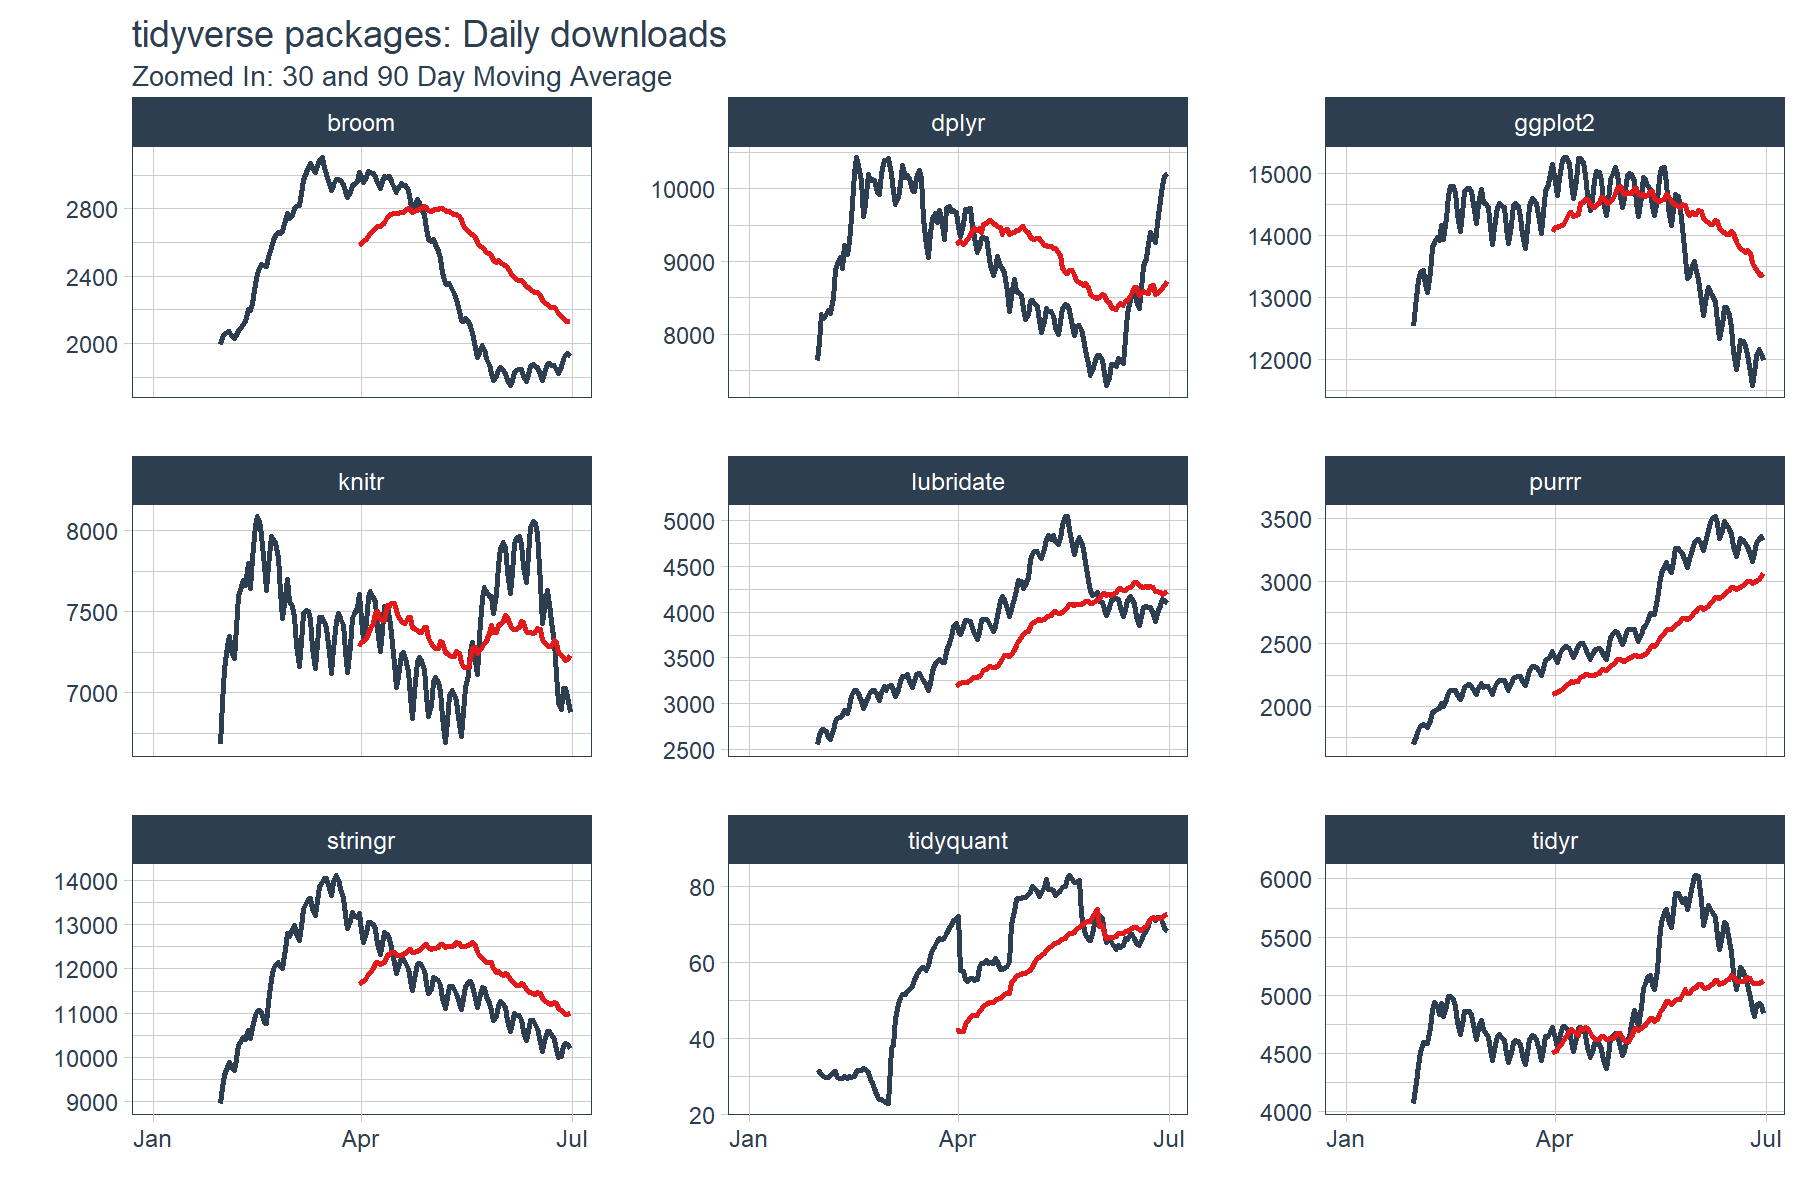 tidyverse packages: Daily downloads
Zoomed In: 30 and 90 Day Moving Average
broom
dplyr
ggplot2
2800
2400
2000
10000
9000
8000
15000
14000
13000
12000
knitr
lubridate
purrr
8000
7500
7000
5000
4500
4000
3500
3000
2500
3500
3000
2500
2000
stringr
tidyquant
tidyr
14000
13000
12000
11000
10000
9000
80
60
40
20
6000
5500
5000
4500
4000
Jan Apr Jul
Jan Apr Jul
Jan Apr Jul